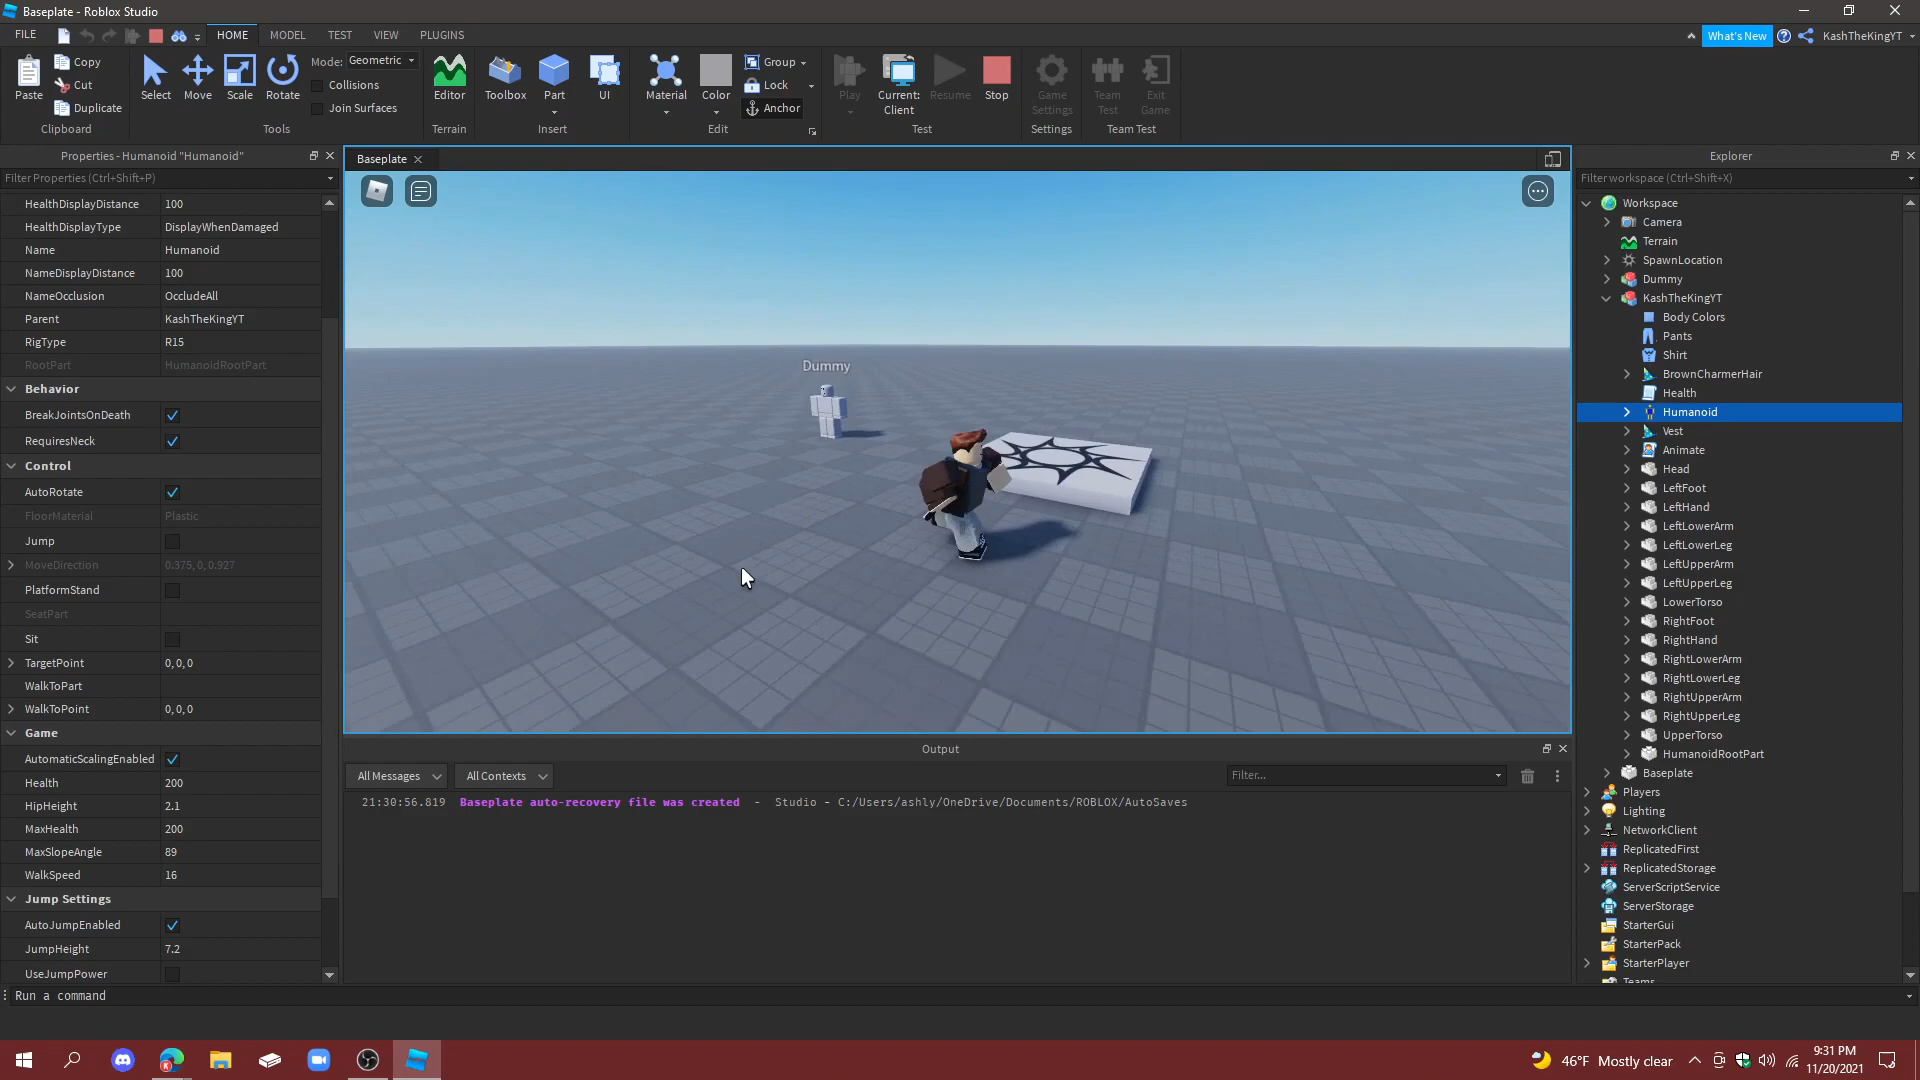 Baseplate - Roblox Studio
FILE
HOME
MODEL
TEST
VIEW
PLUGINS
What's New
KashTheKingYT
Paste
Copy
Cut
Duplicate
Clipboard
Select
Move
Scale
Rotate
Mode: Geometric
Collisions
Join Surfaces
Tools
Editor
Terrain
Toolbox
Part
UI
Insert
Material
Color
Group
Lock
Anchor
Edit
Play
Current:
Client
Resume
Stop
Test
Game
Settings
Settings
Team
Test
Exit
Game
Team Test
Properties - Humanoid "Humanoid"
Filter Properties (Ctrl+Shift+P)
HealthDisplayDistance 100
HealthDisplayType DisplayWhenDamaged
Name Humanoid
NameDisplayDistance 100
NameOcclusion OccludeAll
Parent KashTheKingYT
RigType R15
RootPart HumanoidRootPart
Behavior
BreakJointsOnDeath
RequiresNeck
Control
AutoRotate
FloorMaterial Plastic
Jump
MoveDirection 0.375, 0, 0.927
PlatformStand
SeatPart
Sit
TargetPoint 0, 0, 0
WalkToPart
WalkToPoint 0, 0, 0
Game
AutomaticScalingEnabled
Health 200
HipHeight 2.1
MaxHealth 200
MaxSlopeAngle 89
WalkSpeed 16
Jump Settings
AutoJumpEnabled
JumpHeight 7.2
UseJumpPower
Baseplate
Dummy
Output
All Messages
All Contexts
Filter...
21:30:56.819 Baseplate auto-recovery file was created - Studio - C:/Users/ashly/OneDrive/Documents/ROBLOX/AutoSaves
Explorer
Filter workspace (Ctrl+Shift+X)
Workspace
Camera
Terrain
SpawnLocation
Dummy
KashTheKingYT
Body Colors
Pants
Shirt
BrownCharmerHair
Health
Humanoid
Vest
Animate
Head
LeftFoot
LeftHand
LeftLowerArm
LeftLowerLeg
LeftUpperArm
LeftUpperLeg
LowerTorso
RightFoot
RightHand
RightLowerArm
RightLowerLeg
RightUpperArm
RightUpperLeg
UpperTorso
HumanoidRootPart
Baseplate
Players
Lighting
NetworkClient
ReplicatedFirst
ReplicatedStorage
ServerScriptService
ServerStorage
StarterGui
StarterPack
StarterPlayer
Teams
Run a command
46°F Mostly clear
9:31 PM
11/20/2021